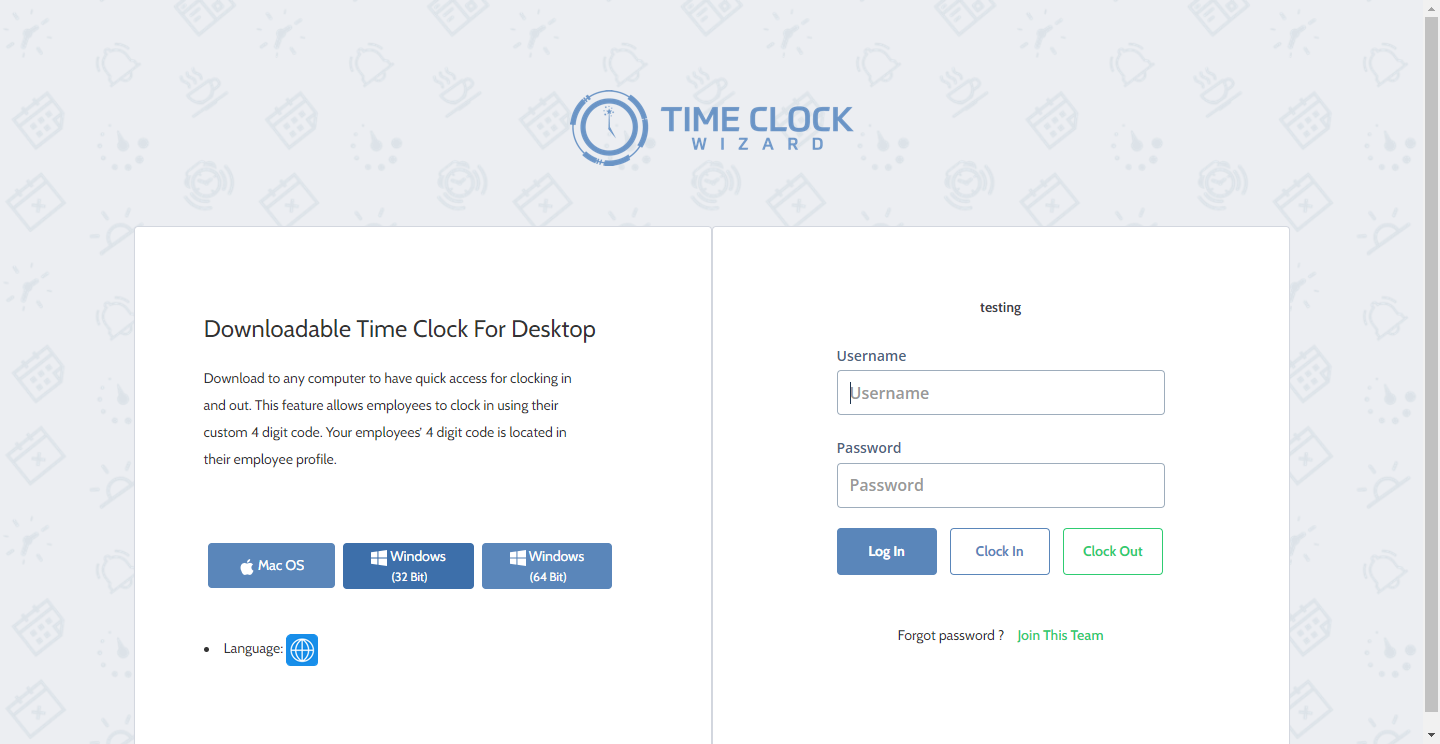 TIME CLOCK
WIZARD
Downloadable Time Clock For Desktop
Download to any computer to have quick access for clocking in
and out. This feature allows employees to clock in using their
custom 4 digit code. Your employees' 4 digit code is located in
their employee profile.
Mac OS
Windows
(32 Bit)
Windows
(64 Bit)
Language:
testing
Username
Username
Password
Password
Log In
Clock In
Clock Out
Forgot password ?
Join This Team